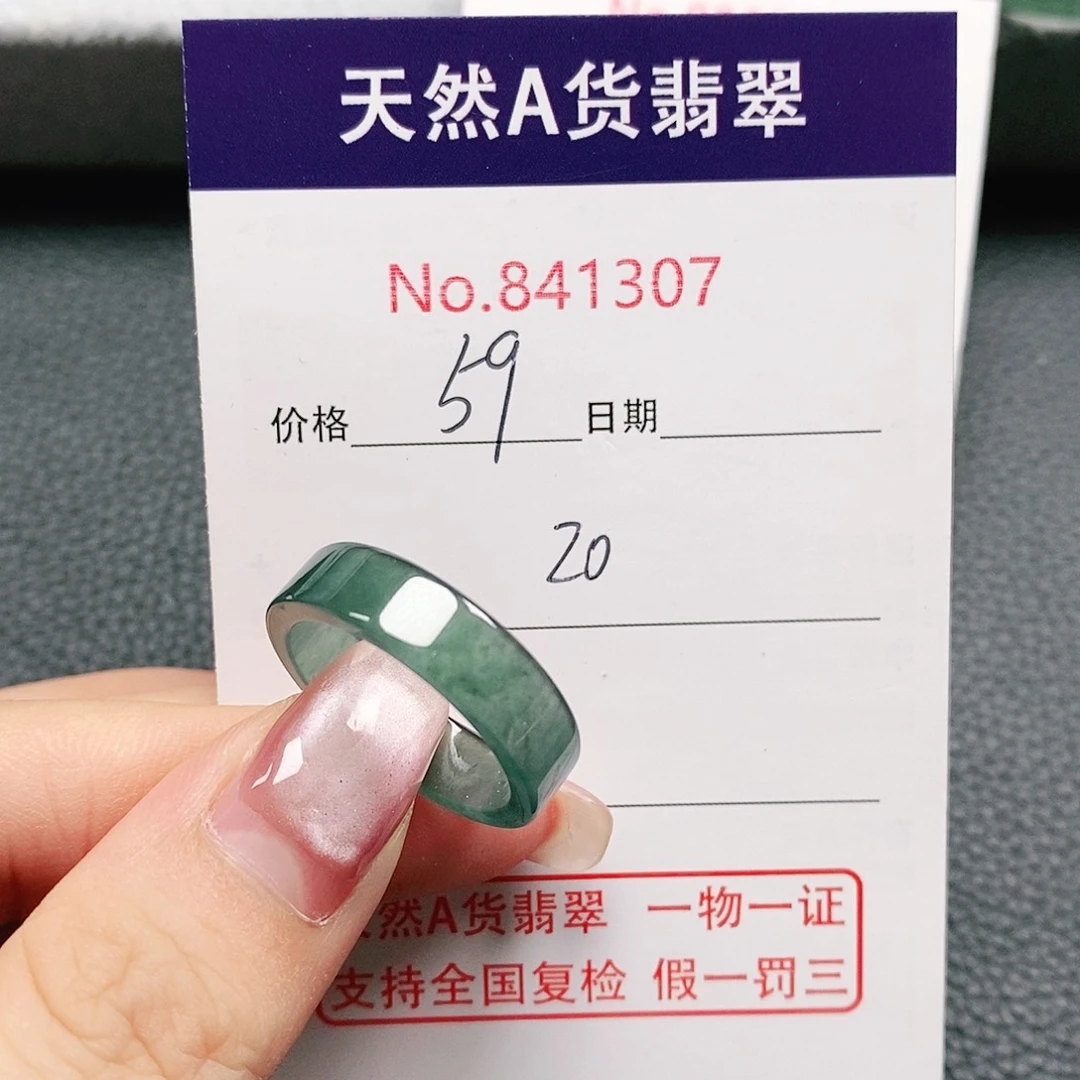 天然A货翡翠
No.841307
价格 59 日期
20
然A货翡翠 一物一证
支持全国复检 假一罚三